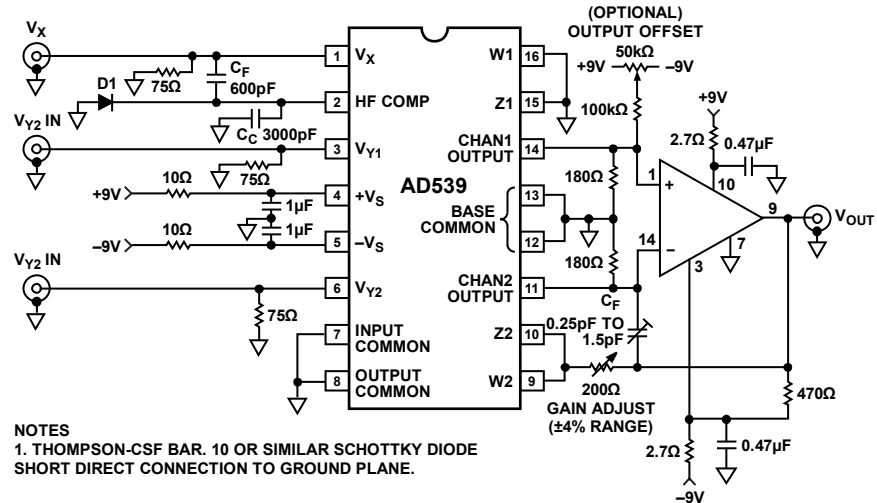 VX
75Ω
CF
600pF
D1
CC 3000pF
VY2 IN
75Ω
+9V
10Ω
1µF
1µF
–9V
10Ω
VY2 IN
75Ω
1
VX
2
HF COMP
3
VY1
4
+VS
5
–VS
6
VY2
7
INPUT
COMMON
8
OUTPUT
COMMON
AD539
W1
16
Z1
15
CHAN1
OUTPUT
14
13
BASE
COMMON
12
CHAN2
OUTPUT
11
Z2
10
W2
9
(OPTIONAL)
OUTPUT OFFSET
50kΩ
+9V
–9V
100kΩ
180Ω
180Ω
CF
0.25pF TO
1.5pF
200Ω
GAIN ADJUST
(±4% RANGE)
+9V
2.7Ω
0.47µF
1
+
10
14
–
3
7
9
VOUT
470Ω
2.7Ω
0.47µF
–9V
NOTES
1. THOMPSON-CSF BAR. 10 OR SIMILAR SCHOTTKY DIODE
SHORT DIRECT CONNECTION TO GROUND PLANE.